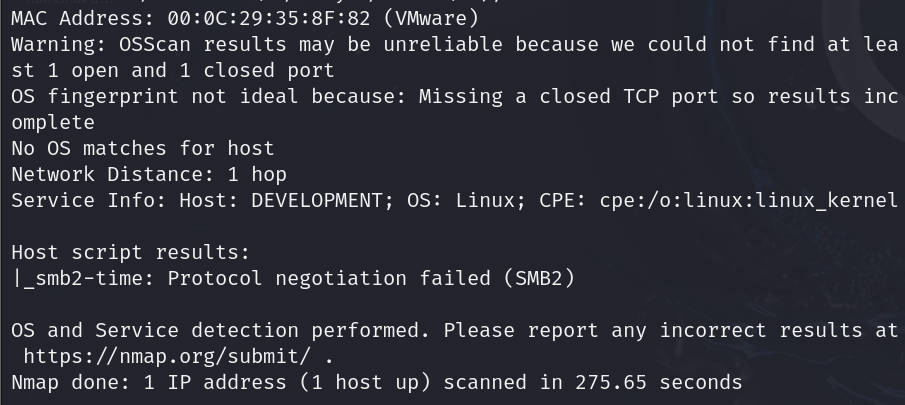 MAC Address: 00:0C:29:35:8F:82 (VMware)
Warning: OSScan results may be unreliable because we could not find at lea
st 1 open and 1 closed port
OS fingerprint not ideal because: Missing a closed TCP port so results inc
omplete
No OS matches for host
Network Distance: 1 hop
Service Info: Host: DEVELOPMENT; OS: Linux; CPE: cpe:/o:linux:linux_kernel

Host script results:
|_smb2-time: Protocol negotiation failed (SMB2)

OS and Service detection performed. Please report any incorrect results at
 https://nmap.org/submit/ .
Nmap done: 1 IP address (1 host up) scanned in 275.65 seconds